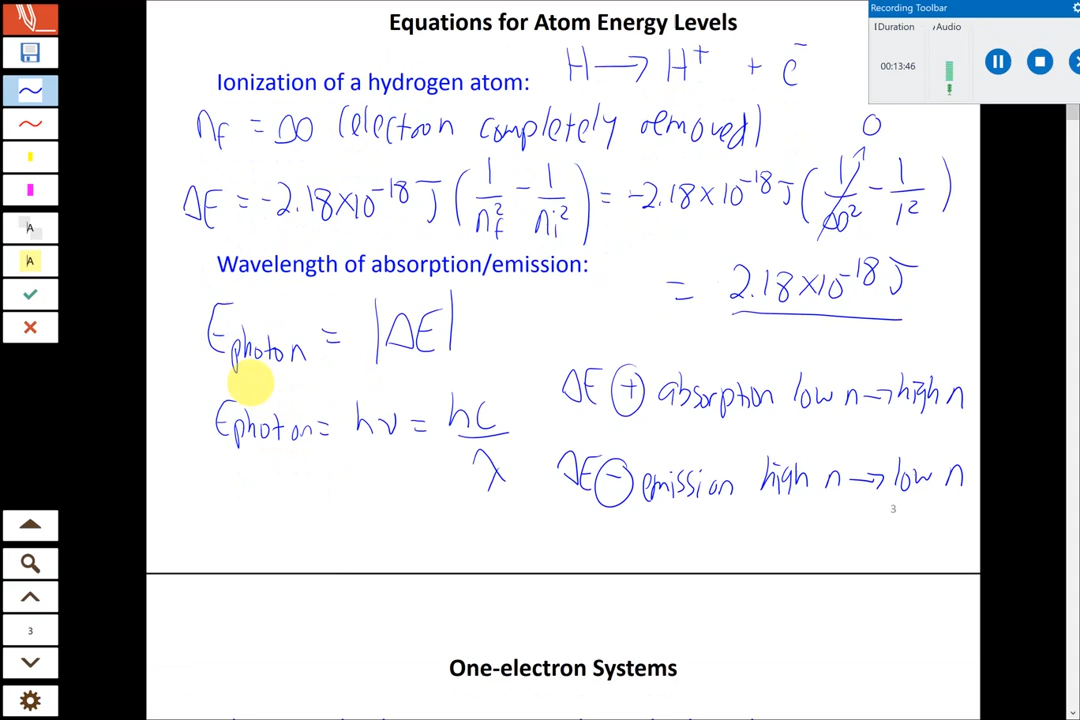 Recording Toolbar
Duration
Audio
00:13:46
Equations for Atom Energy Levels
Ionization of a hydrogen atom:
H → H⁺ + e⁻
n_f = ∞ (electron completely removed)
0
ΔE = -2.18×10⁻¹⁸ J (1/n_f² - 1/n_i²) = -2.18×10⁻¹⁸ J (1/∞² - 1/1²)
Wavelength of absorption/emission:
= 2.18×10⁻¹⁸ J
E_photon = |ΔE|
ΔE (+) absorption low n → high n
E_photon = hν = hc/λ
ΔE (-) emission high n → low n
3
A
A
3
One-electron Systems